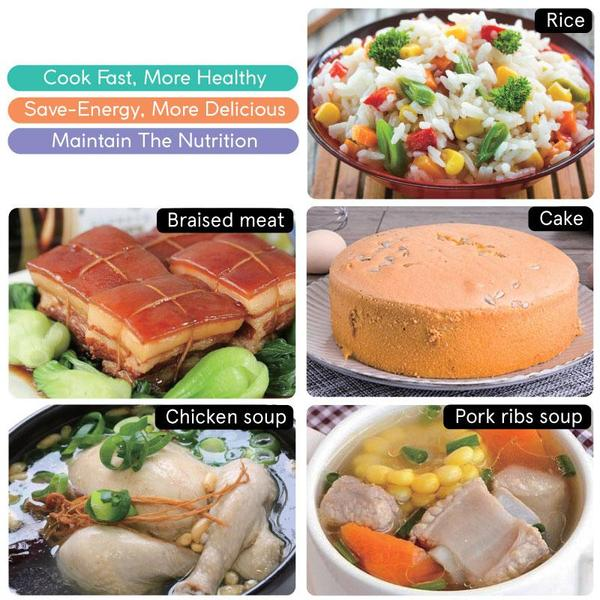 Rice
Cook Fast, More Healthy
Save-Energy, More Delicious
Maintain The Nutrition
Braised meat
Cake
Chicken soup
Pork ribs soup